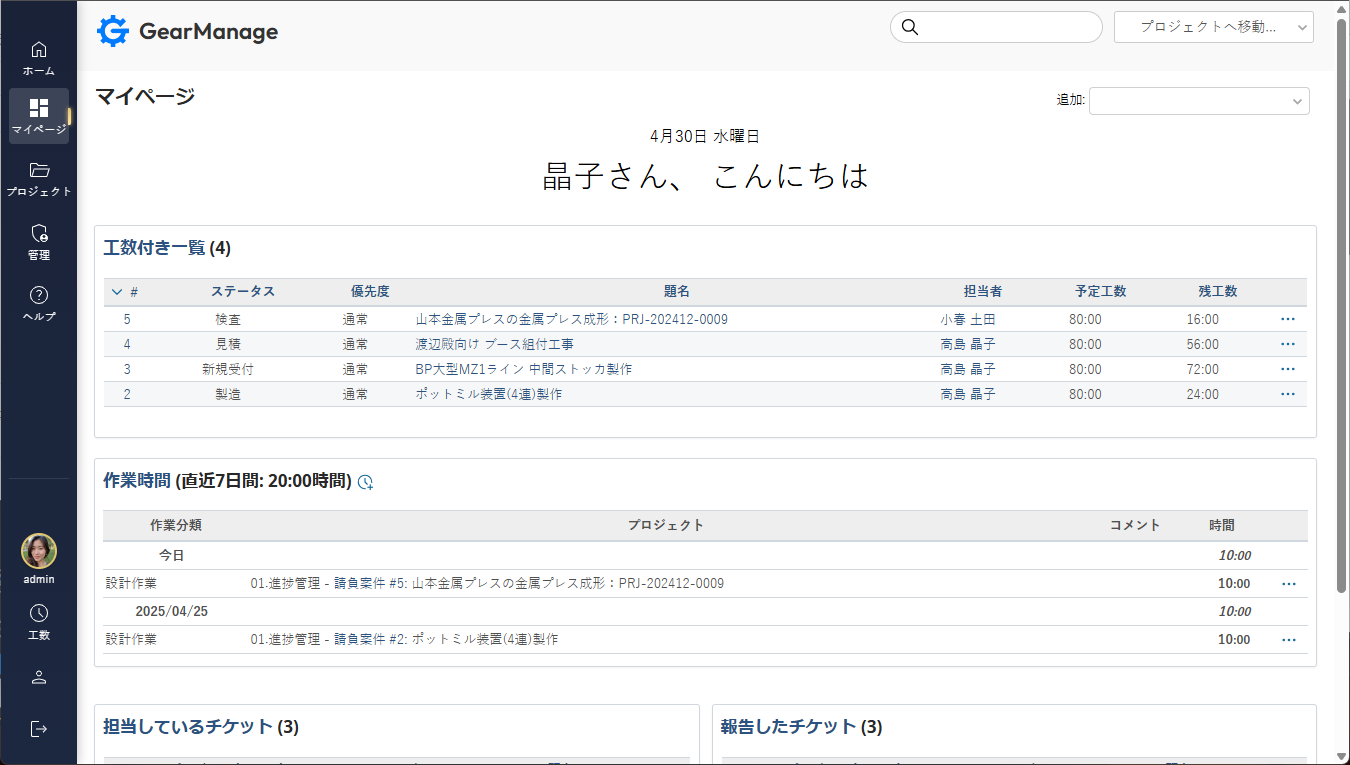 GearManage
プロジェクトへ移動...
ホーム
マイページ
プロジェクト
管理
ヘルプ
admin
工数
マイページ
追加:
4月30日 水曜日
晶子さん、 こんにちは
工数付き一覧 (4)
# ステータス 優先度 題名 担当者 予定工数 残工数
5 検査 通常 山本金属プレスの金属プレス成形：PRJ-202412-0009 小春 土田 80:00 16:00 ...
4 見積 通常 渡辺殿向け ブース組付工事 高島 晶子 80:00 56:00 ...
3 新規受付 通常 BP大型MZ1ライン 中間ストッカ製作 高島 晶子 80:00 72:00 ...
2 製造 通常 ポットミル装置(4連)製作 高島 晶子 80:00 24:00 ...
作業時間 (直近7日間: 20:00時間)
作業分類 プロジェクト コメント 時間
今日 10:00
設計作業 01.進捗管理 - 請負案件 #5: 山本金属プレスの金属プレス成形：PRJ-202412-0009 10:00 ...
2025/04/25 10:00
設計作業 01.進捗管理 - 請負案件 #2: ポットミル装置(4連)製作 10:00 ...
担当しているチケット (3)
報告したチケット (3)